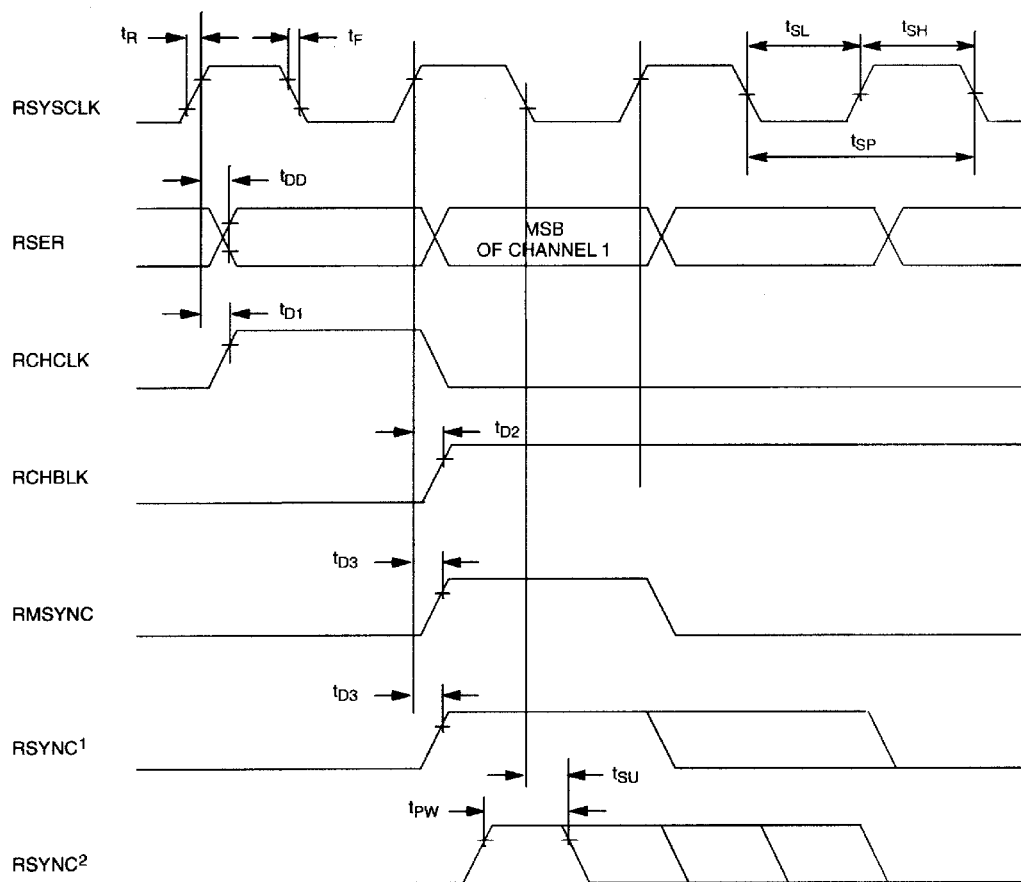 tR tF tSL tSH
RSYSCLK
tSP
tDD
RSER
MSB
OF CHANNEL 1
tD1
RCHCLK
tD2
RCHBLK
tD3
RMSYNC
tD3
RSYNC1
tSU
tPW
RSYNC2